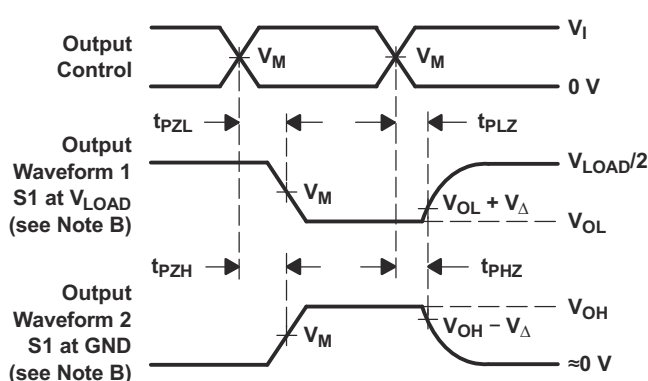 Output
Control
V_M
V_M
V_I
0 V
t_PZL
t_PLZ
Output
Waveform 1
S1 at V_LOAD
(see Note B)
V_M
V_LOAD/2
V_OL + V_Δ
V_OL
t_PZH
t_PHZ
Output
Waveform 2
S1 at GND
(see Note B)
V_M
V_OH
V_OH − V_Δ
≈0 V